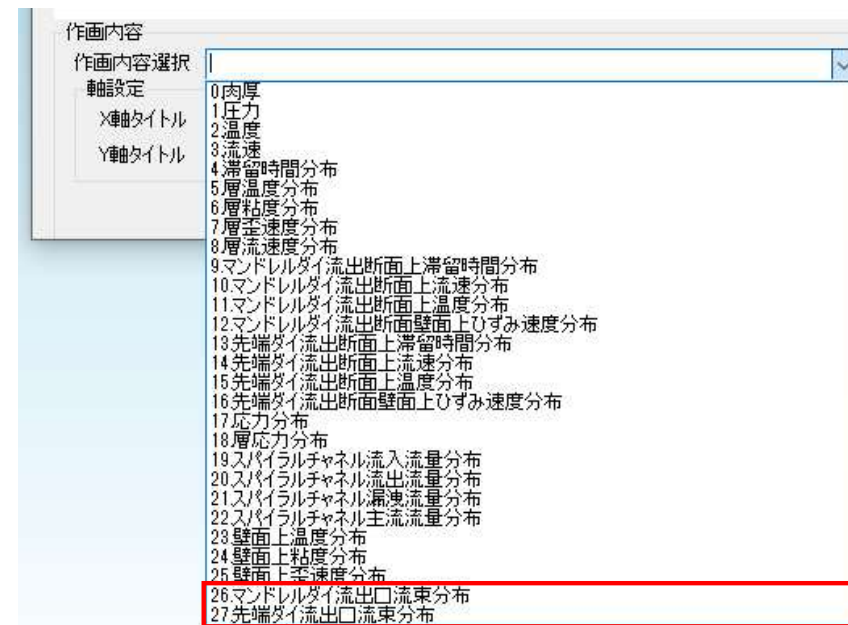 作画内容
作画内容選択
軸設定
X軸タイトル
Y軸タイトル
0.肉厚
1.圧力
2.温度
3.流速
4.滞留時間分布
5.層温度分布
6.層粘度分布
7.層歪速度分布
8.層流速度分布
9.マンドレルダイ流出断面上滞留時間分布
10.マンドレルダイ流出断面上流速分布
11.マンドレルダイ流出断面上温度分布
12.マンドレルダイ流出断面壁面上ひずみ速度分布
13.先端ダイ流出断面上滞留時間分布
14.先端ダイ流出断面上流速分布
15.先端ダイ流出断面上温度分布
16.先端ダイ流出断面壁面上ひずみ速度分布
17.応力分布
18.層応力分布
19.スパイラルチャネル流入流量分布
20.スパイラルチャネル流出流量分布
21.スパイラルチャネル漏洩流量分布
22.スパイラルチャネル主流流量分布
23.壁面上温度分布
24.壁面上粘度分布
25.壁面上歪速度分布
26.マンドレルダイ流出口流束分布
27.先端ダイ流出口流束分布